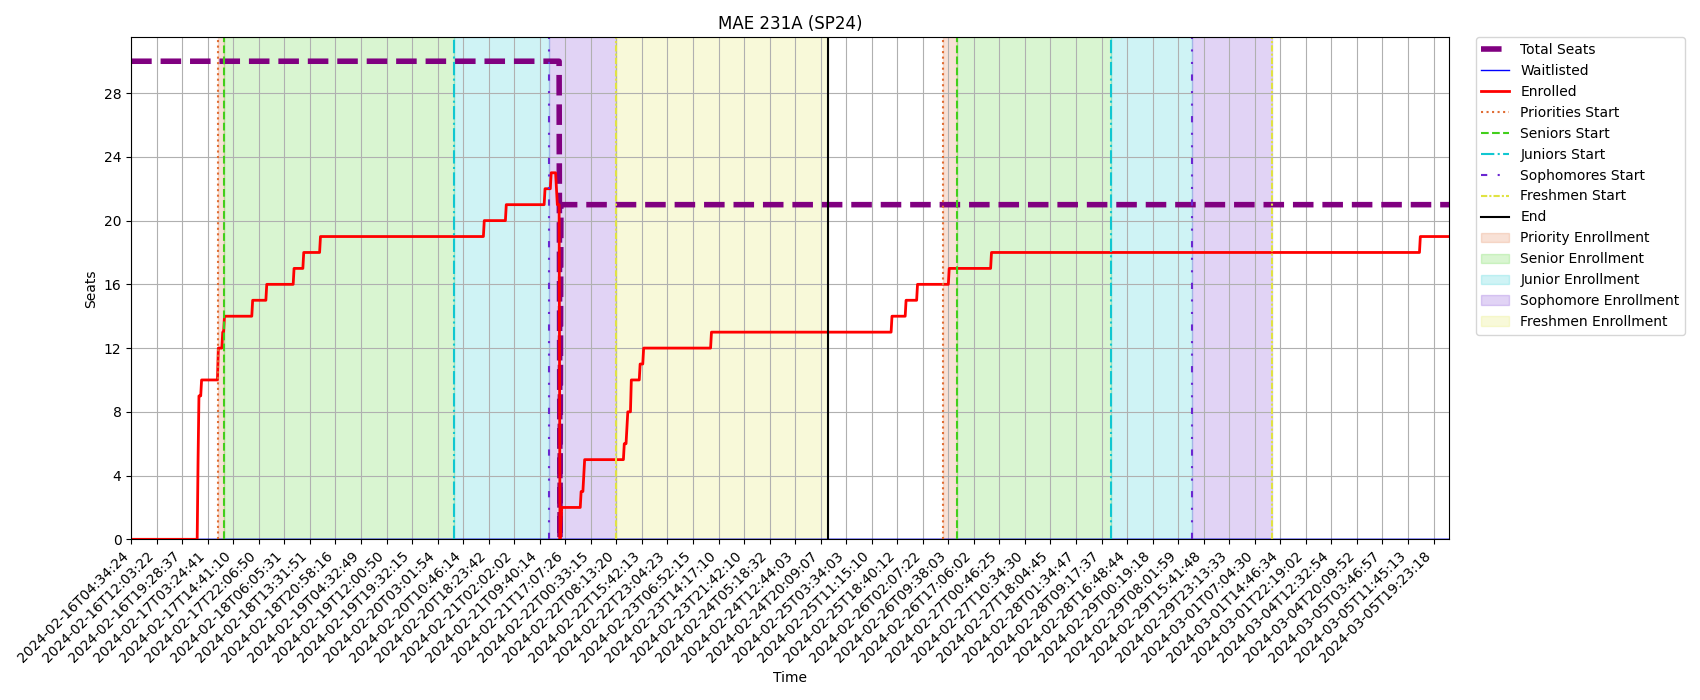 MAE 231A (SP24)
Seats
28
24
20
16
12
8
4
0
2024-02-16T04:34:24
2024-02-16T12:03:22
2024-02-16T19:28:37
2024-02-17T03:24:41
2024-02-17T14:41:10
2024-02-17T22:06:50
2024-02-18T06:05:31
2024-02-18T13:31:51
2024-02-18T20:58:16
2024-02-19T04:32:49
2024-02-19T12:00:50
2024-02-19T19:32:15
2024-02-20T03:01:54
2024-02-20T10:46:14
2024-02-20T18:23:42
2024-02-21T02:02:02
2024-02-21T09:40:14
2024-02-21T17:07:26
2024-02-22T00:33:15
2024-02-22T08:13:20
2024-02-22T15:42:13
2024-02-22T23:04:23
2024-02-23T06:52:15
2024-02-23T14:17:10
2024-02-23T21:42:10
2024-02-24T05:18:32
2024-02-24T12:44:03
2024-02-24T20:09:07
2024-02-25T03:34:03
2024-02-25T11:15:10
2024-02-25T18:40:12
2024-02-26T02:07:22
2024-02-26T09:38:03
2024-02-26T17:06:02
2024-02-27T00:46:25
2024-02-27T10:34:30
2024-02-27T18:04:45
2024-02-28T01:34:47
2024-02-28T09:17:37
2024-02-28T16:48:44
2024-02-29T00:19:18
2024-02-29T08:01:59
2024-02-29T15:41:48
2024-02-29T23:13:33
2024-03-01T07:04:30
2024-03-01T14:46:34
2024-03-01T22:19:02
2024-03-04T12:32:54
2024-03-04T20:09:52
2024-03-05T03:46:57
2024-03-05T11:45:13
2024-03-05T19:23:18
Time
Total Seats
Waitlisted
Enrolled
Priorities Start
Seniors Start
Juniors Start
Sophomores Start
Freshmen Start
End
Priority Enrollment
Senior Enrollment
Junior Enrollment
Sophomore Enrollment
Freshmen Enrollment